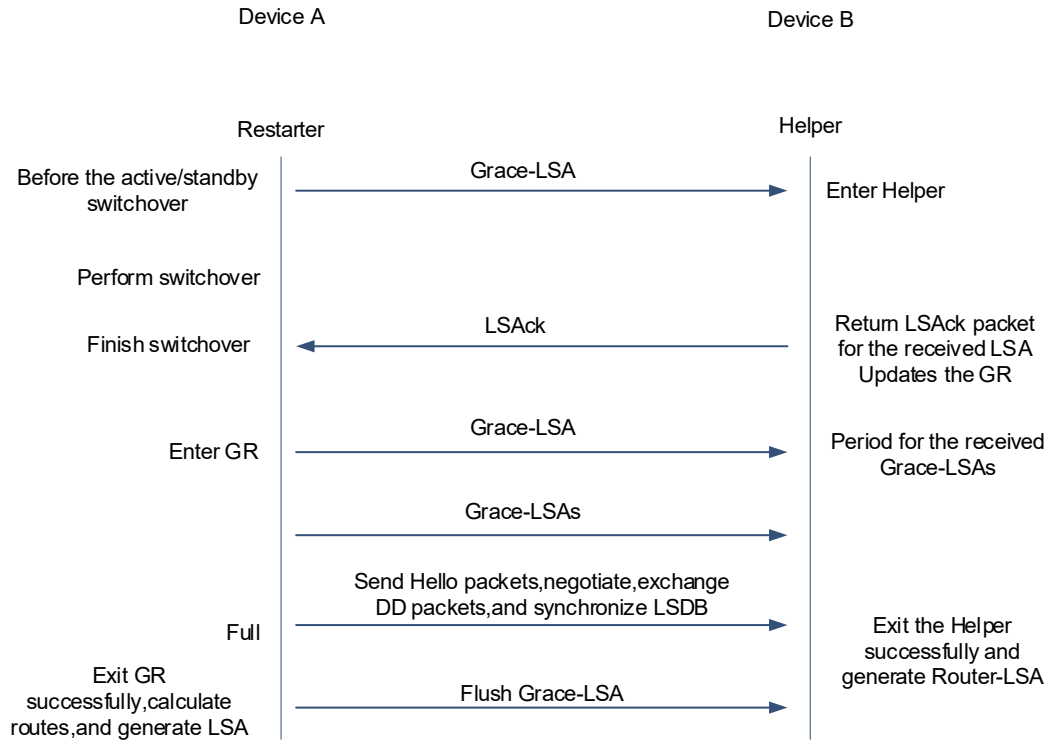 Device A
Device B
Restarter
Helper
Before the active/standby
switchover
Grace-LSA
Enter Helper
Perform switchover
Finish switchover
LSAck
Return LSAck packet
for the received LSA
Updates the GR
Enter GR
Grace-LSA
Period for the received
Grace-LSAs
Grace-LSAs
Send Hello packets,negotiate,exchange
DD packets,and synchronize LSDB
Full
Exit the Helper
successfully and
generate Router-LSA
Exit GR
successfully,calculate
routes,and generate LSA
Flush Grace-LSA